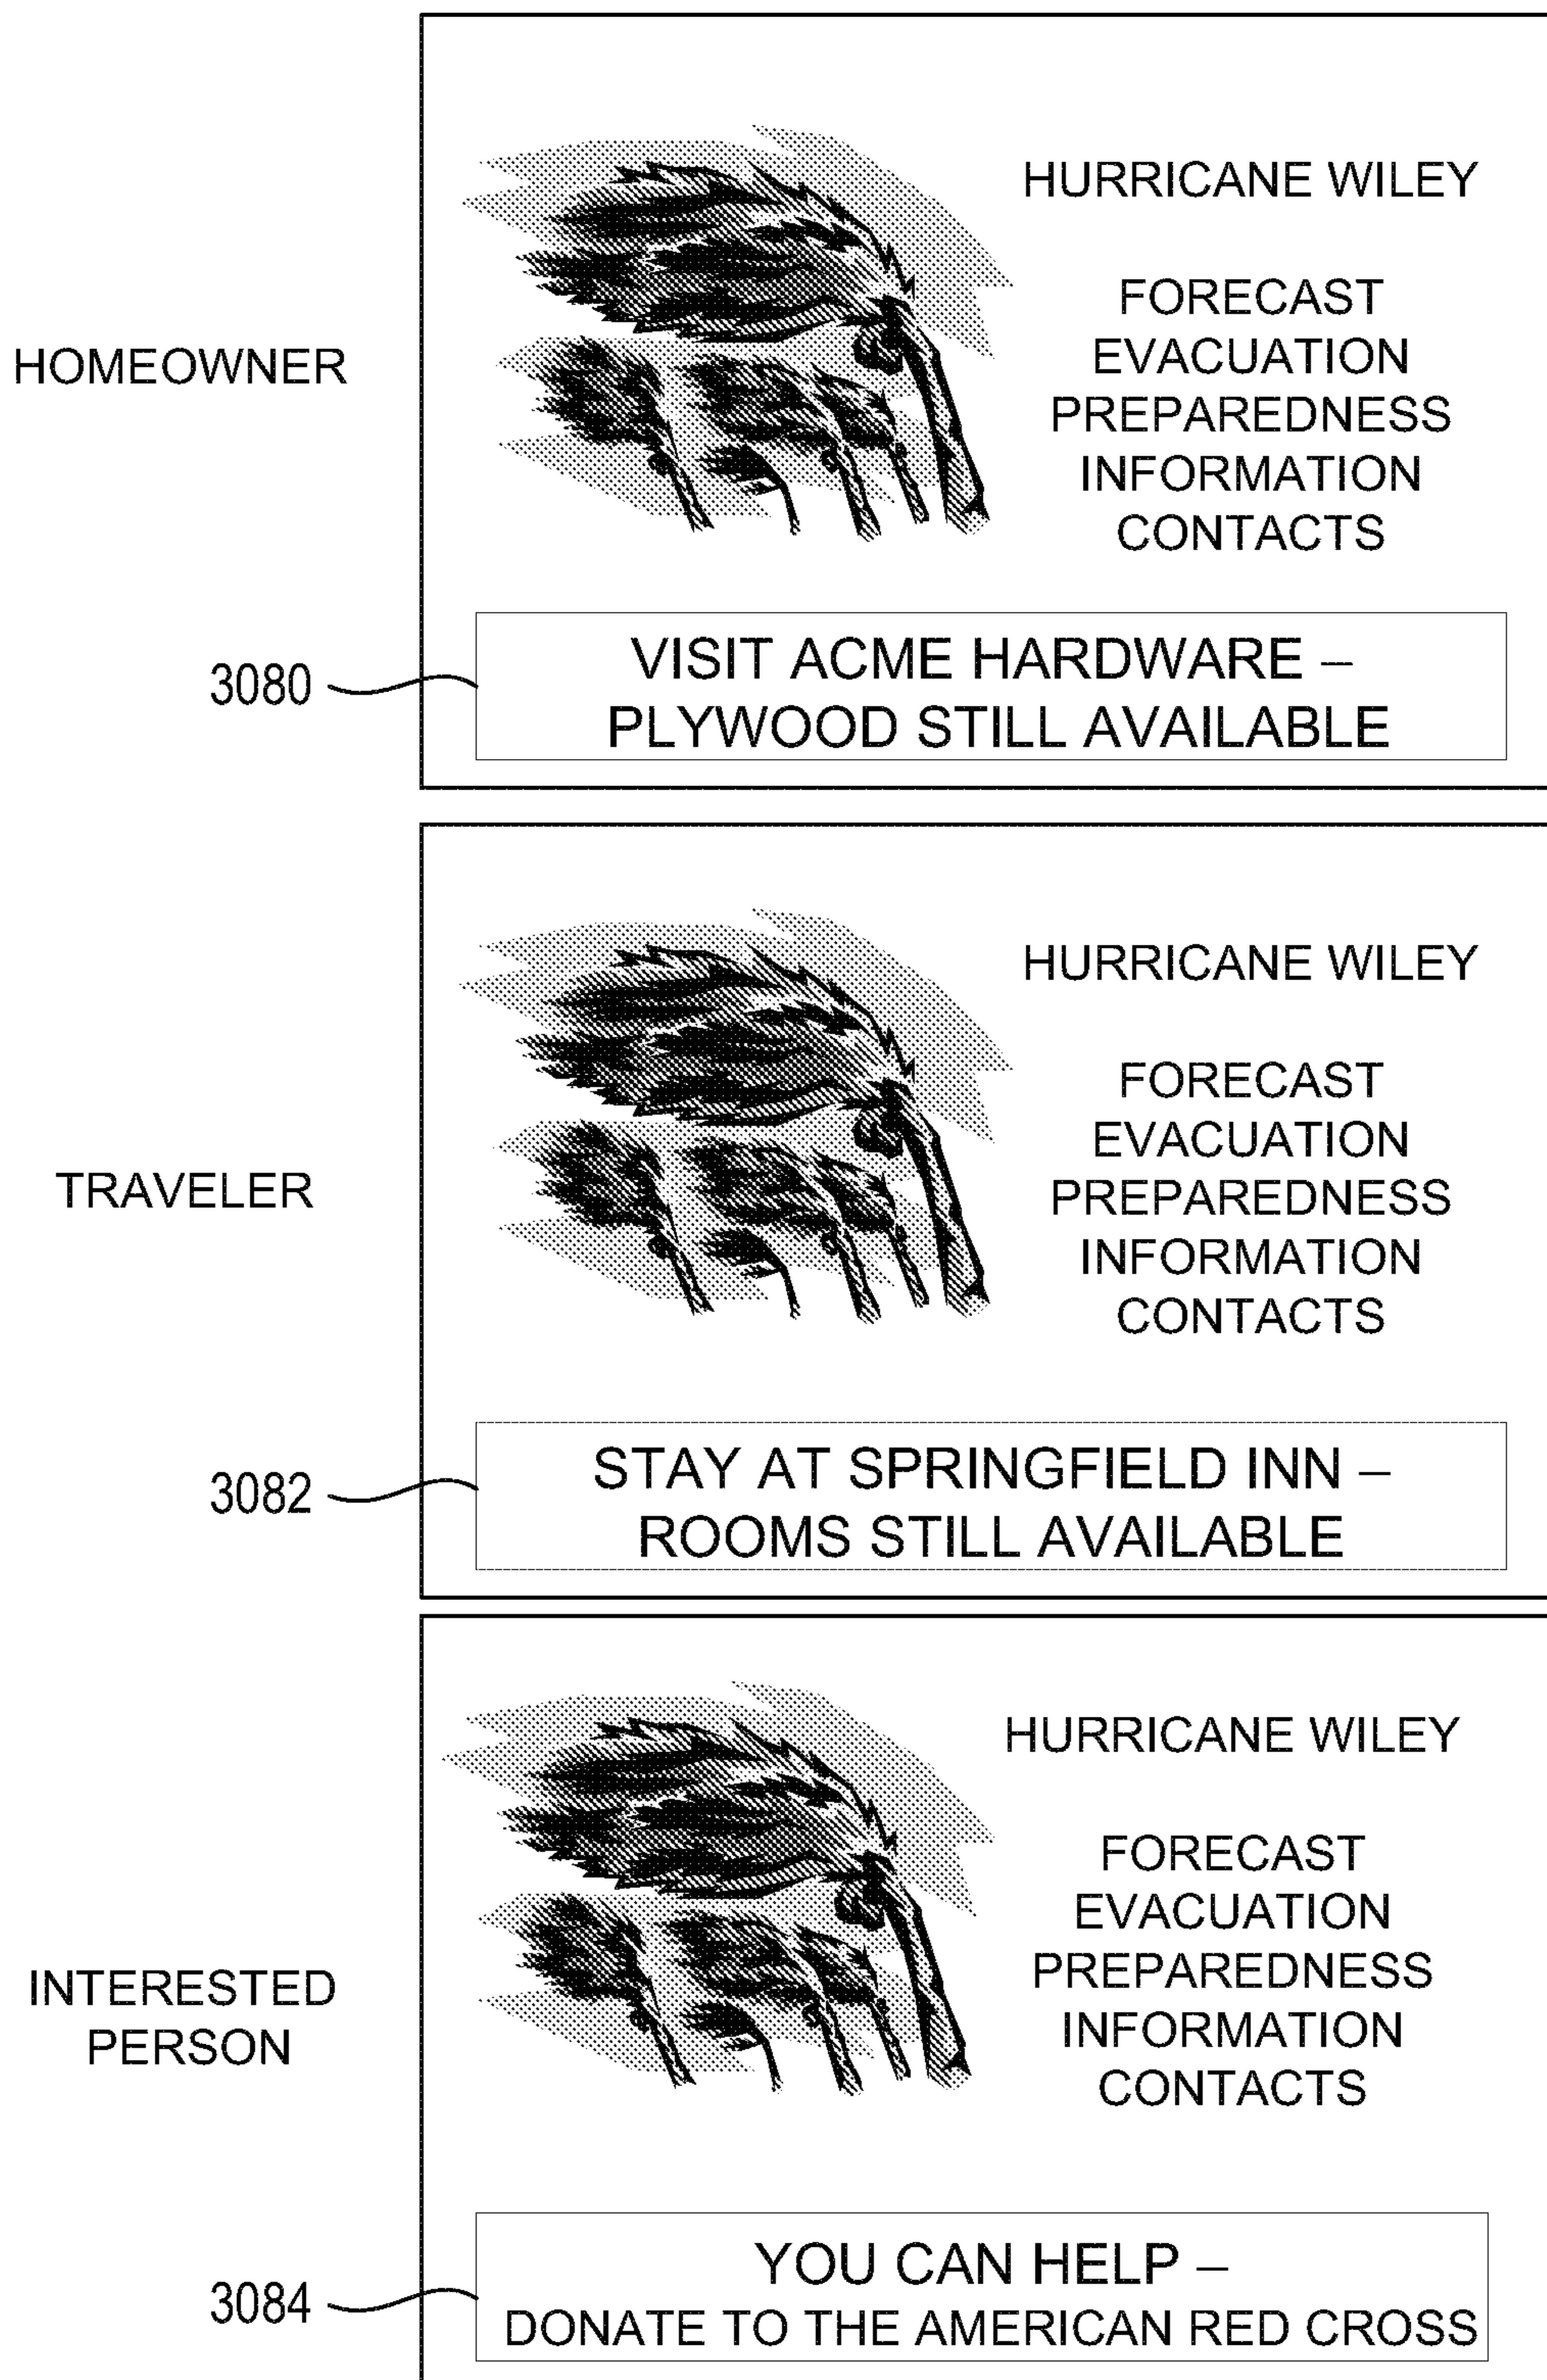 HOMEOWNER
HURRICANE WILEY
FORECAST
EVACUATION
PREPAREDNESS
INFORMATION
CONTACTS
3080
VISIT ACME HARDWARE –
PLYWOOD STILL AVAILABLE
TRAVELER
HURRICANE WILEY
FORECAST
EVACUATION
PREPAREDNESS
INFORMATION
CONTACTS
3082
STAY AT SPRINGFIELD INN –
ROOMS STILL AVAILABLE
INTERESTED
PERSON
HURRICANE WILEY
FORECAST
EVACUATION
PREPAREDNESS
INFORMATION
CONTACTS
3084
YOU CAN HELP –
DONATE TO THE AMERICAN RED CROSS